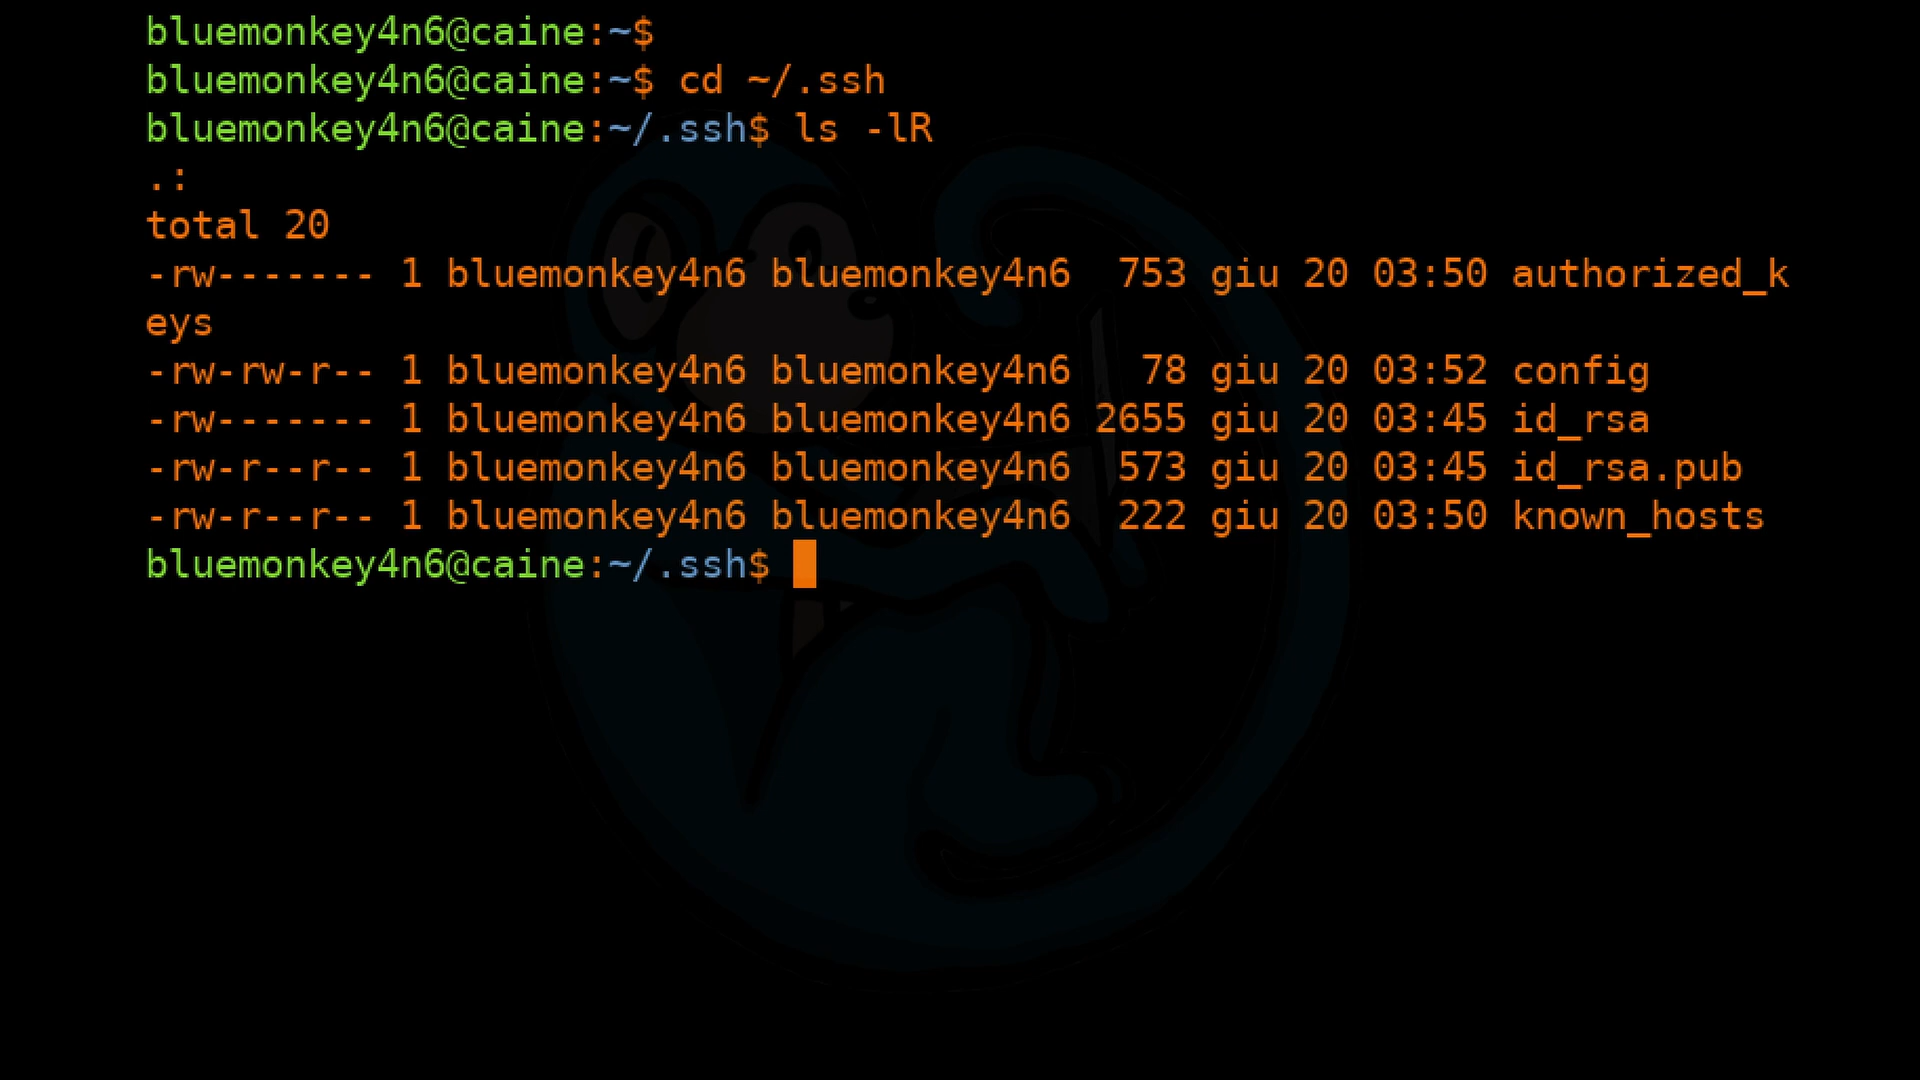 bluemonkey4n6@caine:~$
bluemonkey4n6@caine:~$ cd ~/.ssh
bluemonkey4n6@caine:~/.ssh$ ls -lR
.:
total 20
-rw------- 1 bluemonkey4n6 bluemonkey4n6  753 giu 20 03:50 authorized_k
eys
-rw-rw-r-- 1 bluemonkey4n6 bluemonkey4n6   78 giu 20 03:52 config
-rw------- 1 bluemonkey4n6 bluemonkey4n6 2655 giu 20 03:45 id_rsa
-rw-r--r-- 1 bluemonkey4n6 bluemonkey4n6  573 giu 20 03:45 id_rsa.pub
-rw-r--r-- 1 bluemonkey4n6 bluemonkey4n6  222 giu 20 03:50 known_hosts
bluemonkey4n6@caine:~/.ssh$